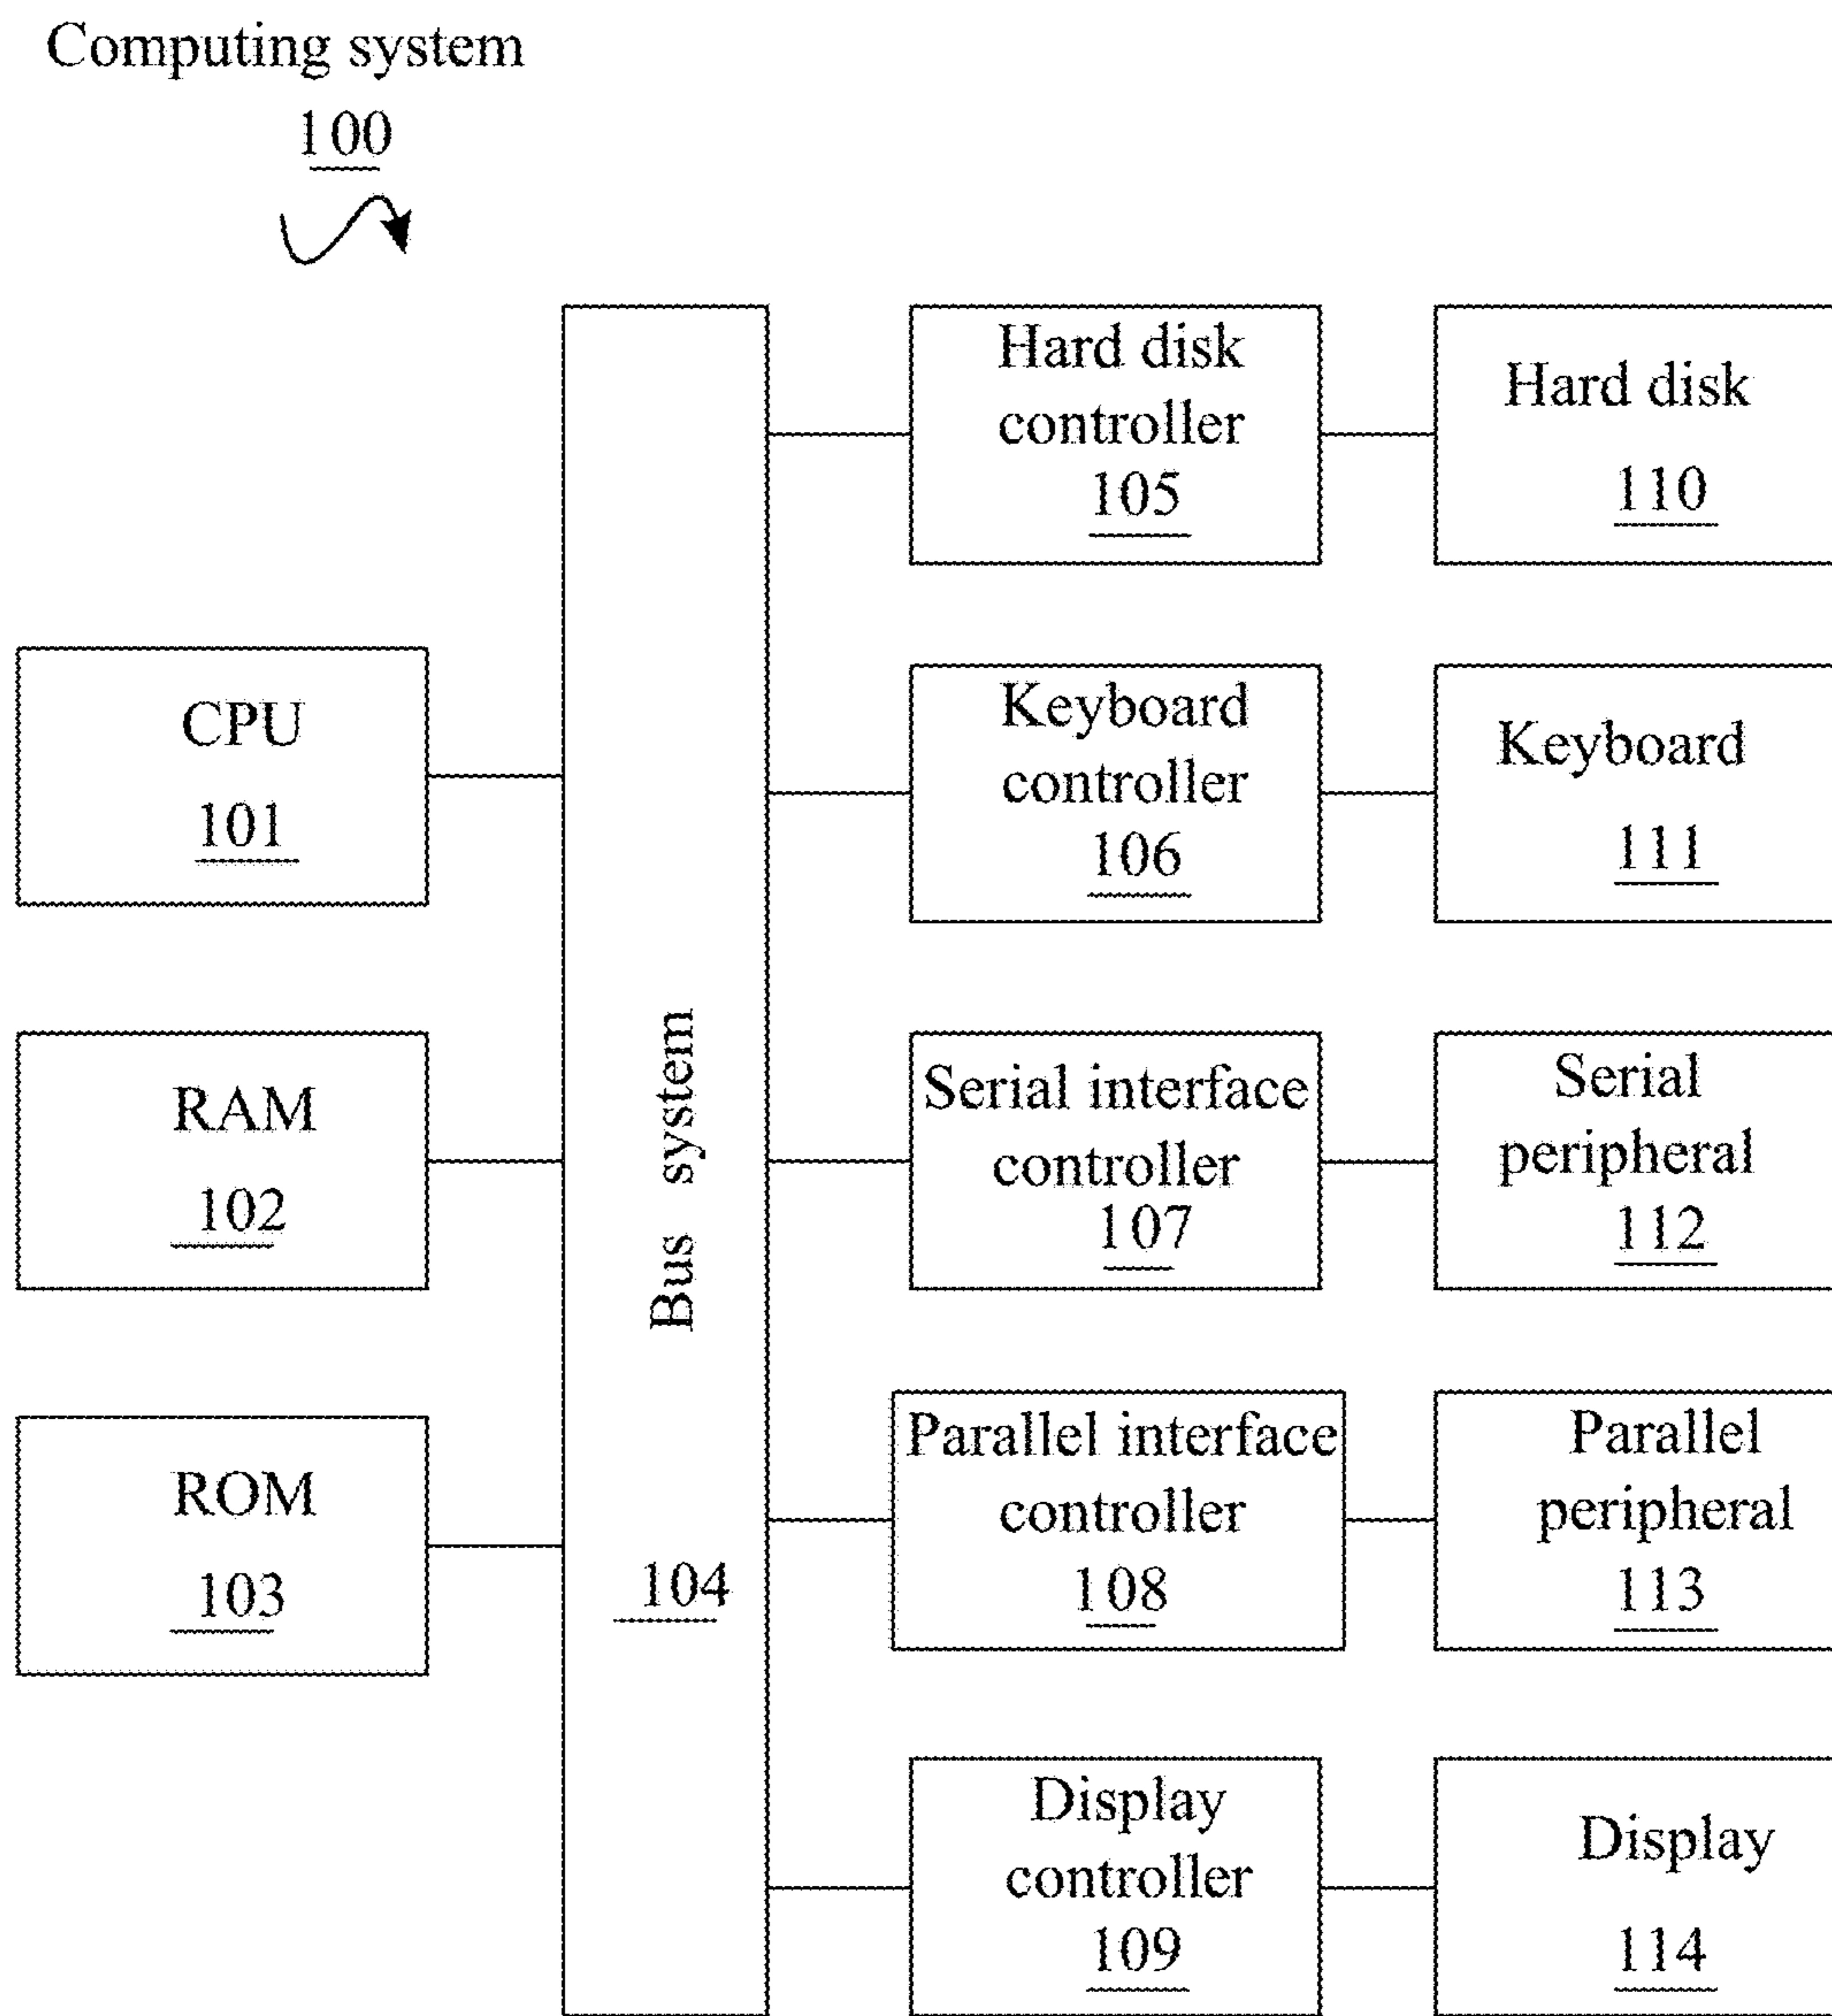 Computing system
100
Hard disk
controller
105
Hard disk
110
CPU
101
Keyboard
controller
106
Keyboard
111
RAM
102
Bus system
104
Serial interface
controller
107
Serial
peripheral
112
ROM
103
Parallel interface
controller
108
Parallel
peripheral
113
Display
controller
109
Display
114